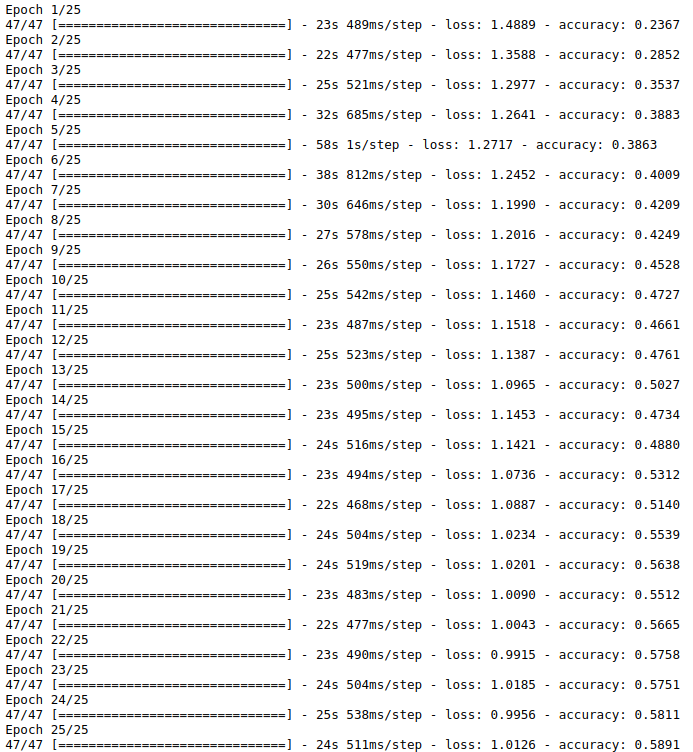 Epoch 1/25
47/47 [==============================] - 23s 489ms/step - loss: 1.4889 - accuracy: 0.2367
Epoch 2/25
47/47 [==============================] - 22s 477ms/step - loss: 1.3588 - accuracy: 0.2852
Epoch 3/25
47/47 [==============================] - 25s 521ms/step - loss: 1.2977 - accuracy: 0.3537
Epoch 4/25
47/47 [==============================] - 32s 685ms/step - loss: 1.2641 - accuracy: 0.3883
Epoch 5/25
47/47 [==============================] - 58s 1s/step - loss: 1.2717 - accuracy: 0.3863
Epoch 6/25
47/47 [==============================] - 38s 812ms/step - loss: 1.2452 - accuracy: 0.4009
Epoch 7/25
47/47 [==============================] - 30s 646ms/step - loss: 1.1990 - accuracy: 0.4209
Epoch 8/25
47/47 [==============================] - 27s 578ms/step - loss: 1.2016 - accuracy: 0.4249
Epoch 9/25
47/47 [==============================] - 26s 550ms/step - loss: 1.1727 - accuracy: 0.4528
Epoch 10/25
47/47 [==============================] - 25s 542ms/step - loss: 1.1460 - accuracy: 0.4727
Epoch 11/25
47/47 [==============================] - 23s 487ms/step - loss: 1.1518 - accuracy: 0.4661
Epoch 12/25
47/47 [==============================] - 25s 523ms/step - loss: 1.1387 - accuracy: 0.4761
Epoch 13/25
47/47 [==============================] - 23s 500ms/step - loss: 1.0965 - accuracy: 0.5027
Epoch 14/25
47/47 [==============================] - 23s 495ms/step - loss: 1.1453 - accuracy: 0.4734
Epoch 15/25
47/47 [==============================] - 24s 516ms/step - loss: 1.1421 - accuracy: 0.4880
Epoch 16/25
47/47 [==============================] - 23s 494ms/step - loss: 1.0736 - accuracy: 0.5312
Epoch 17/25
47/47 [==============================] - 22s 468ms/step - loss: 1.0887 - accuracy: 0.5140
Epoch 18/25
47/47 [==============================] - 24s 504ms/step - loss: 1.0234 - accuracy: 0.5539
Epoch 19/25
47/47 [==============================] - 24s 519ms/step - loss: 1.0201 - accuracy: 0.5638
Epoch 20/25
47/47 [==============================] - 23s 483ms/step - loss: 1.0090 - accuracy: 0.5512
Epoch 21/25
47/47 [==============================] - 22s 477ms/step - loss: 1.0043 - accuracy: 0.5665
Epoch 22/25
47/47 [==============================] - 23s 490ms/step - loss: 0.9915 - accuracy: 0.5758
Epoch 23/25
47/47 [==============================] - 24s 504ms/step - loss: 1.0185 - accuracy: 0.5751
Epoch 24/25
47/47 [==============================] - 25s 538ms/step - loss: 0.9956 - accuracy: 0.5811
Epoch 25/25
47/47 [==============================] - 24s 511ms/step - loss: 1.0126 - accuracy: 0.5891